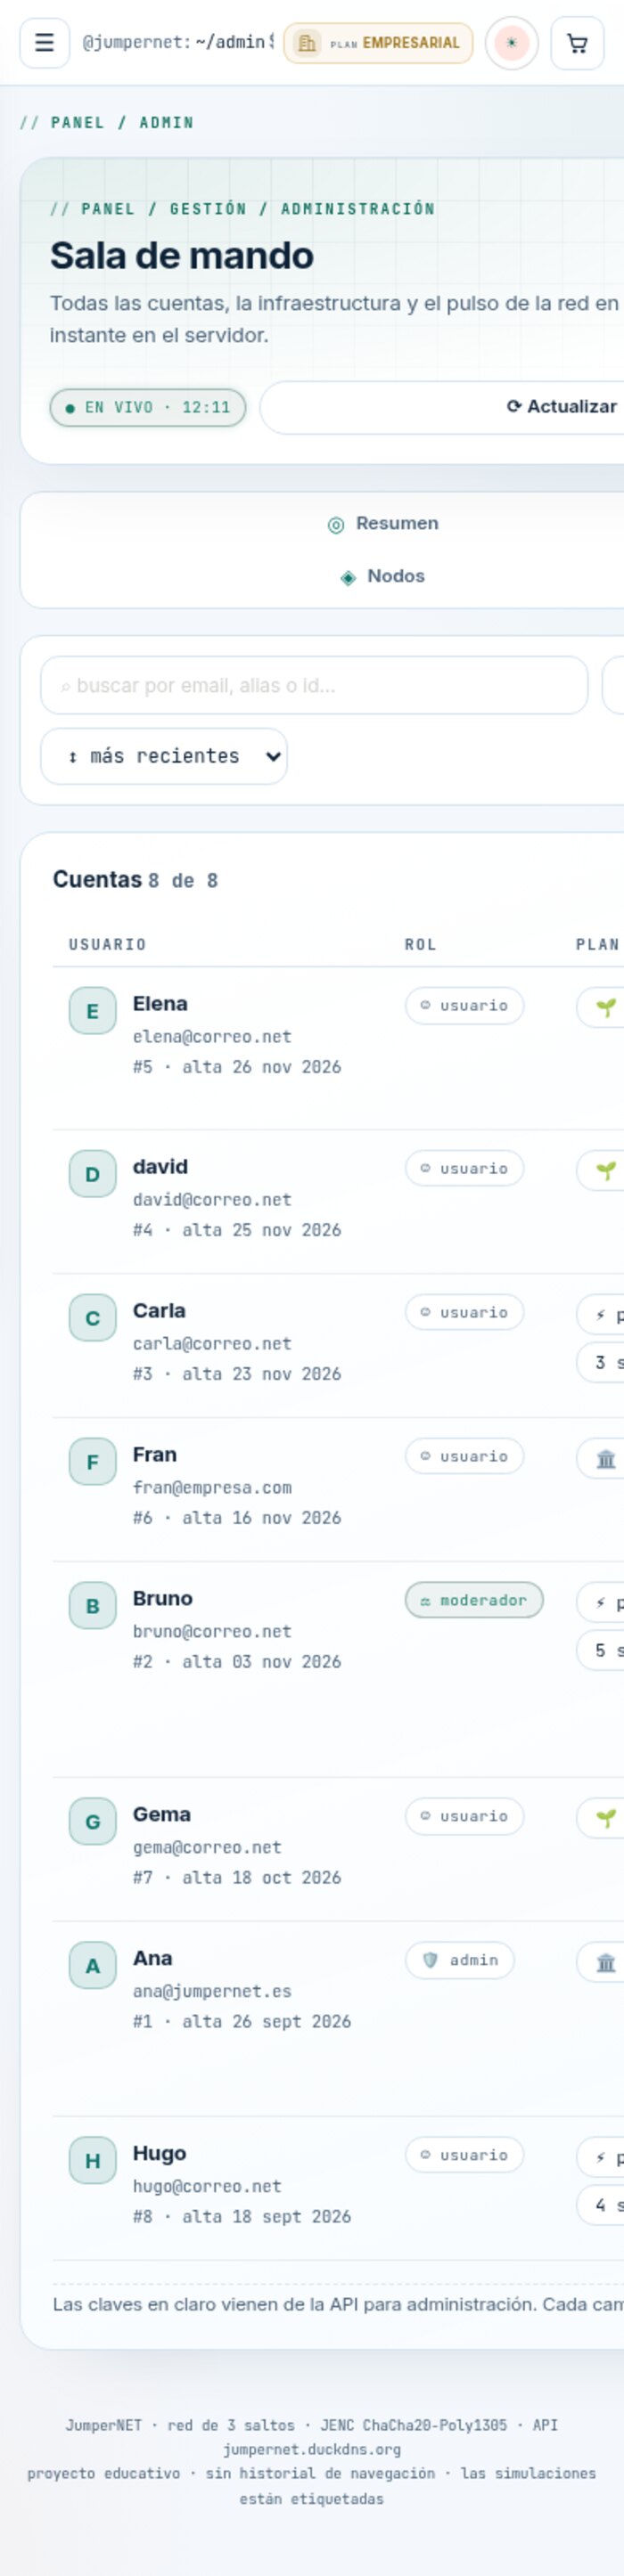 @jumpernet: ~/admin $
PLAN EMPRESARIAL
// PANEL / ADMIN
// PANEL / GESTIÓN / ADMINISTRACIÓN
Sala de mando
Todas las cuentas, la infraestructura y el pulso de la red en
instante en el servidor.
● EN VIVO · 12:11
⟳ Actualizar
◎ Resumen
◈ Nodos
⌕ buscar por email, alias o id...
↕ más recientes
Cuentas 8 de 8
USUARIO ROL PLAN
E Elena ☺ usuario
elena@correo.net
#5 · alta 26 nov 2026
D david ☺ usuario
david@correo.net
#4 · alta 25 nov 2026
C Carla ☺ usuario ⚡ p
carla@correo.net 3 s
#3 · alta 23 nov 2026
F Fran ☺ usuario
fran@empresa.com
#6 · alta 16 nov 2026
B Bruno ⚖ moderador ⚡ p
bruno@correo.net 5 s
#2 · alta 03 nov 2026
G Gema ☺ usuario
gema@correo.net
#7 · alta 18 oct 2026
A Ana admin
ana@jumpernet.es
#1 · alta 26 sept 2026
H Hugo ☺ usuario ⚡ p
hugo@correo.net 4 s
#8 · alta 18 sept 2026
Las claves en claro vienen de la API para administración. Cada cam
JumperNET · red de 3 saltos · JENC ChaCha20-Poly1305 · API
jumpernet.duckdns.org
proyecto educativo · sin historial de navegación · las simulaciones
están etiquetadas